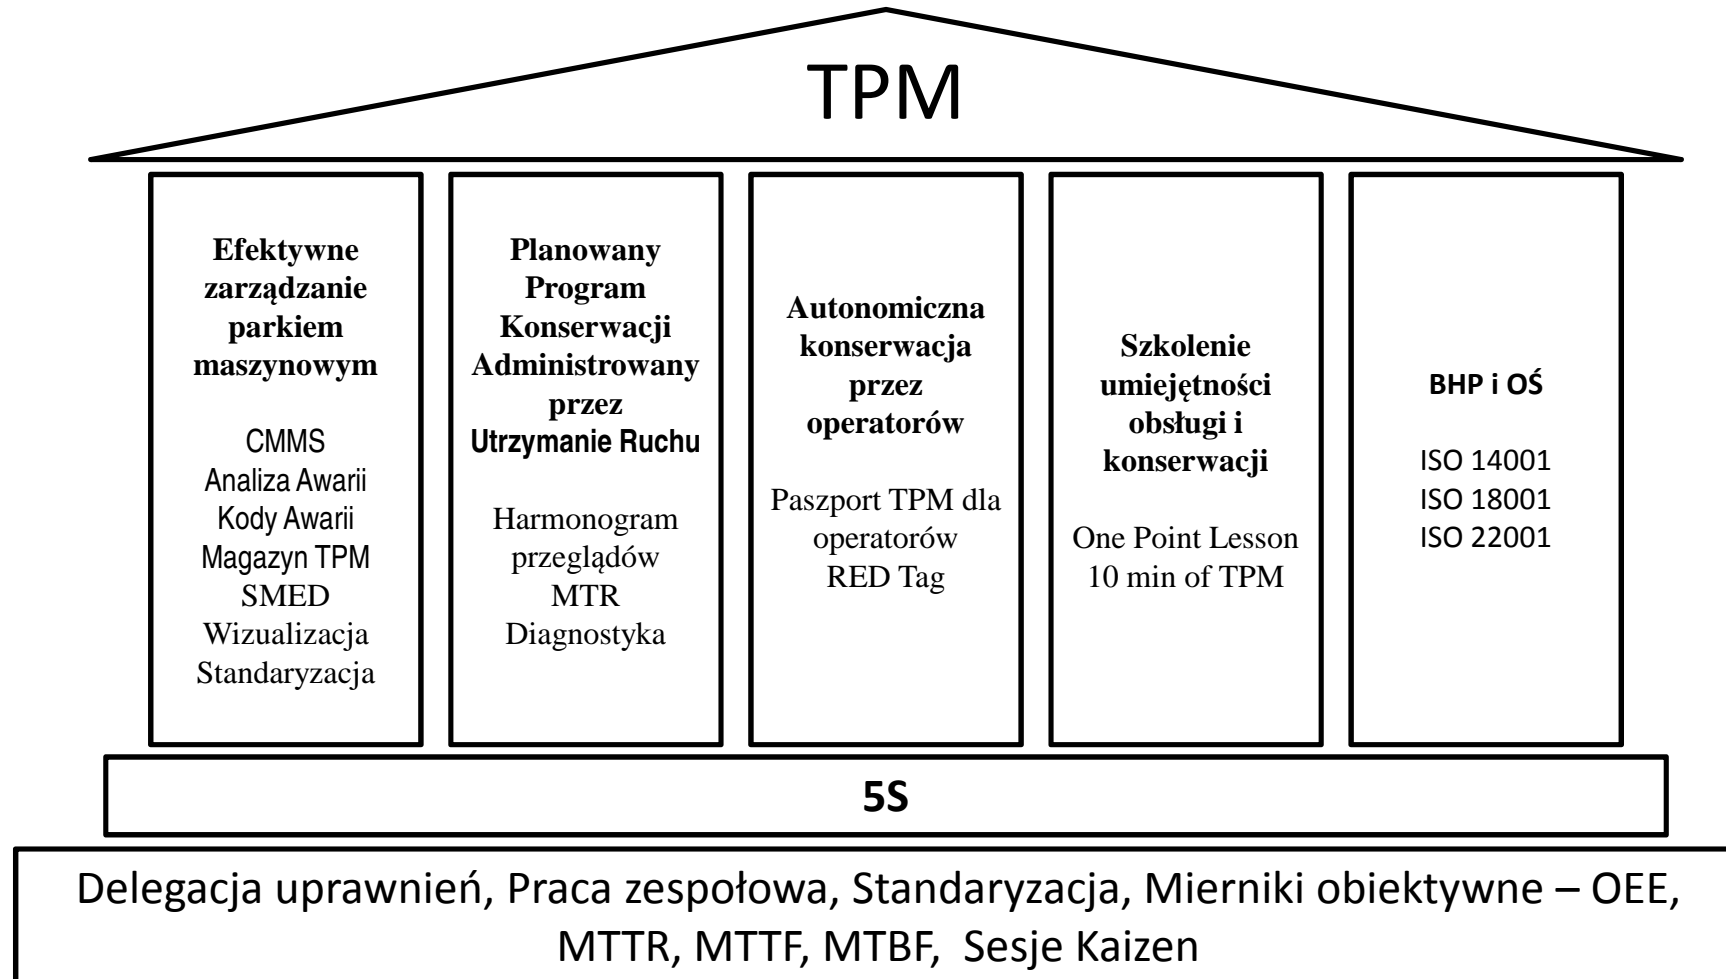 TPM
Efektywne
zarządzanie
parkiem
maszynowym
CMMS
Analiza Awarii
Kody Awarii
Magazyn TPM
SMED
Wizualizacja
Standaryzacja
Planowany
Program
Konserwacji
Administrowany
przez
Utrzymanie Ruchu
Harmonogram
przeglądów
MTR
Diagnostyka
Autonomiczna
konserwacja
przez
operatorów
Paszport TPM dla
operatorów
RED Tag
Szkolenie
umiejętności
obsługi i
konserwacji
One Point Lesson
10 min of TPM
BHP i OŚ
ISO 14001
ISO 18001
ISO 22001
5S
Delegacja uprawnień, Praca zespołowa, Standaryzacja, Mierniki obiektywne – OEE,
MTTR, MTTF, MTBF, Sesje Kaizen